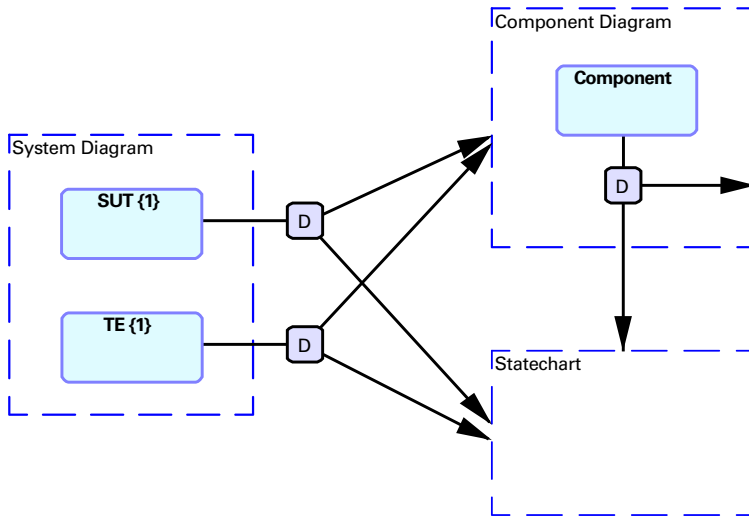 Component Diagram
Component
D
System Diagram
SUT {1}
D
TE {1}
D
Statechart